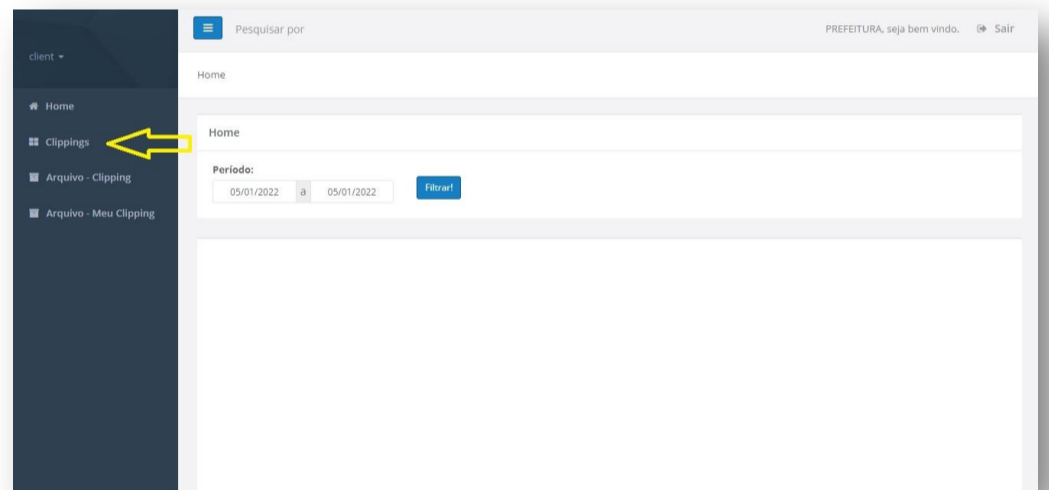 Pesquisar por
PREFEITURA, seja bem vindo.
Sair
client
Home
Home
Clippings
Arquivo - Clipping
Arquivo - Meu Clipping
Home
Período:
05/01/2022 a 05/01/2022
Filtrar!